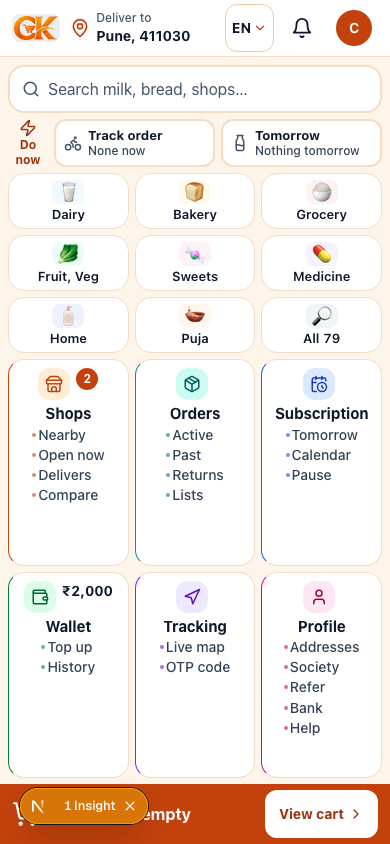 GK
Deliver to
Pune, 411030
EN
C
Search milk, bread, shops...
Do now
Track order
None now
Tomorrow
Nothing tomorrow
Dairy
Bakery
Grocery
Fruit, Veg
Sweets
Medicine
Home
Puja
All 79
2
Shops
•Nearby
•Open now
•Delivers
•Compare
Orders
•Active
•Past
•Returns
•Lists
Subscription
•Tomorrow
•Calendar
•Pause
₹2,000
Wallet
•Top up
•History
Tracking
•Live map
•OTP code
Profile
•Addresses
•Society
•Refer
•Bank
•Help
N
1 Insight
empty
View cart